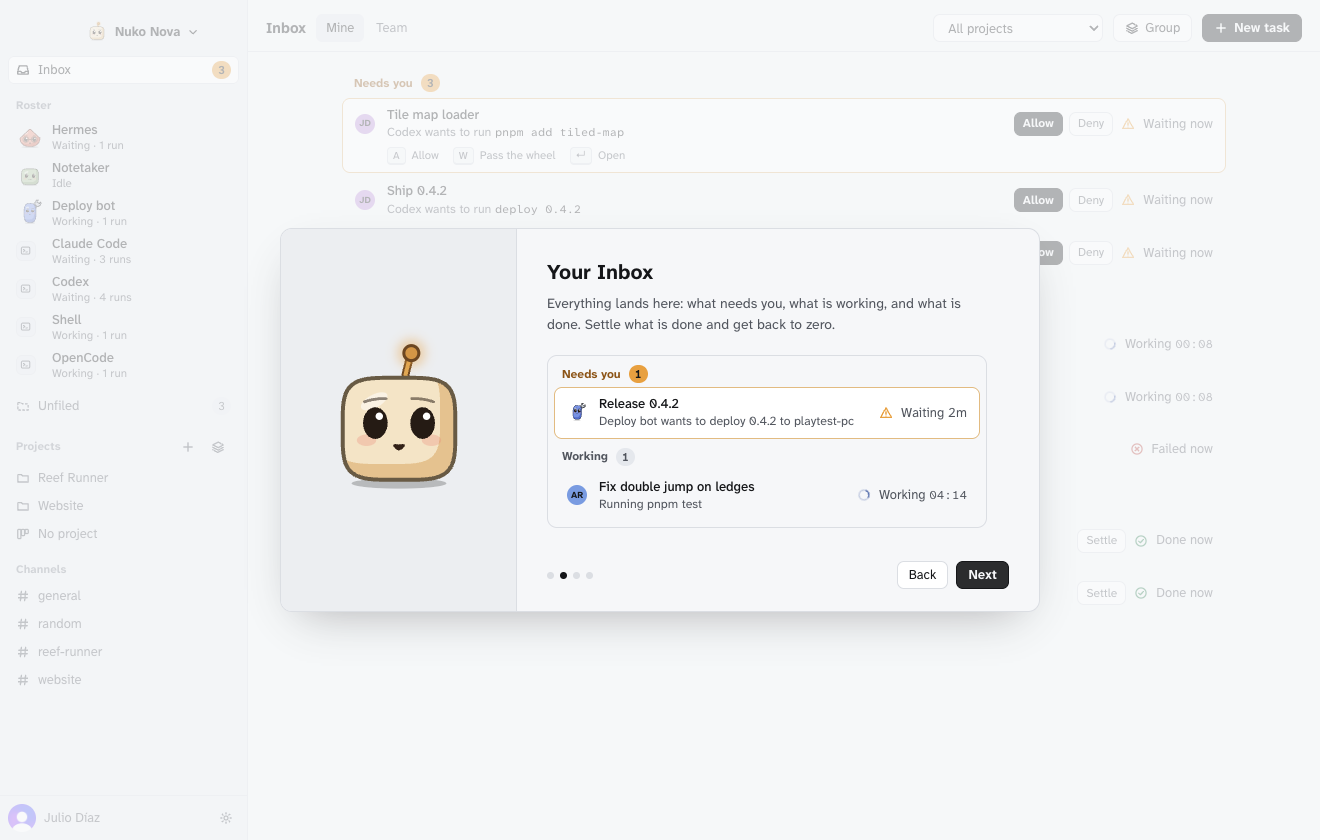 Nuko Nova
Inbox 3
Roster
Hermes
Waiting · 1 run
Notetaker
Idle
Deploy bot
Working · 1 run
Claude Code
Waiting · 3 runs
Codex
Waiting · 4 runs
Shell
Working · 1 run
OpenCode
Working · 1 run
Unfiled 3
Projects
Reef Runner
Website
No project
Channels
# general
# random
# reef-runner
# website
Julio Díaz
Inbox Mine Team
All projects Group + New task
Needs you 3
JD Tile map loader
Codex wants to run pnpm add tiled-map
Allow Deny Waiting now
A Allow W Pass the wheel ↵ Open
JD Ship 0.4.2
Codex wants to run deploy 0.4.2
Allow Deny Waiting now
Deny Waiting now
Working 00:08
Working 00:08
Failed now
Settle Done now
Settle Done now
Your Inbox
Everything lands here: what needs you, what is working, and what is
done. Settle what is done and get back to zero.
Needs you 1
Release 0.4.2
Deploy bot wants to deploy 0.4.2 to playtest-pc
Waiting 2m
Working 1
AR Fix double jump on ledges
Running pnpm test
Working 04:14
Back Next